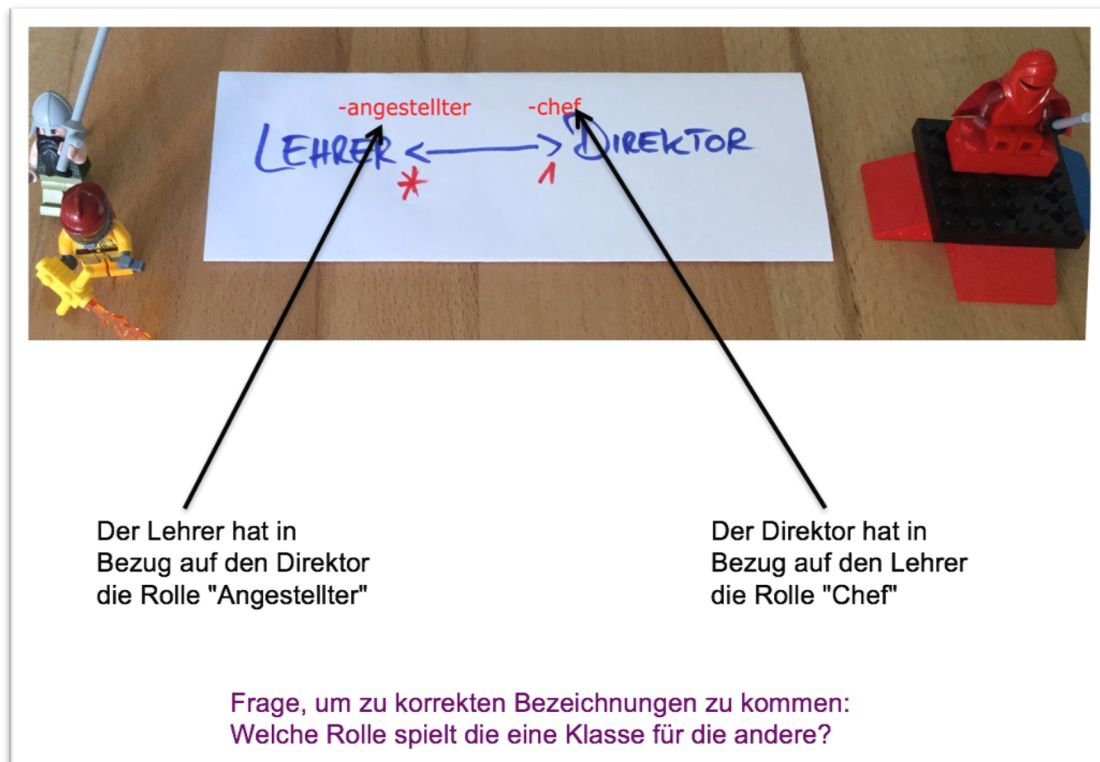 -angestellter -chef
LEHRER <-----> DIREKTOR
* 1
Der Lehrer hat in
Bezug auf den Direktor
die Rolle "Angestellter"
Der Direktor hat in
Bezug auf den Lehrer
die Rolle "Chef"
Frage, um zu korrekten Bezeichnungen zu kommen:
Welche Rolle spielt die eine Klasse für die andere?